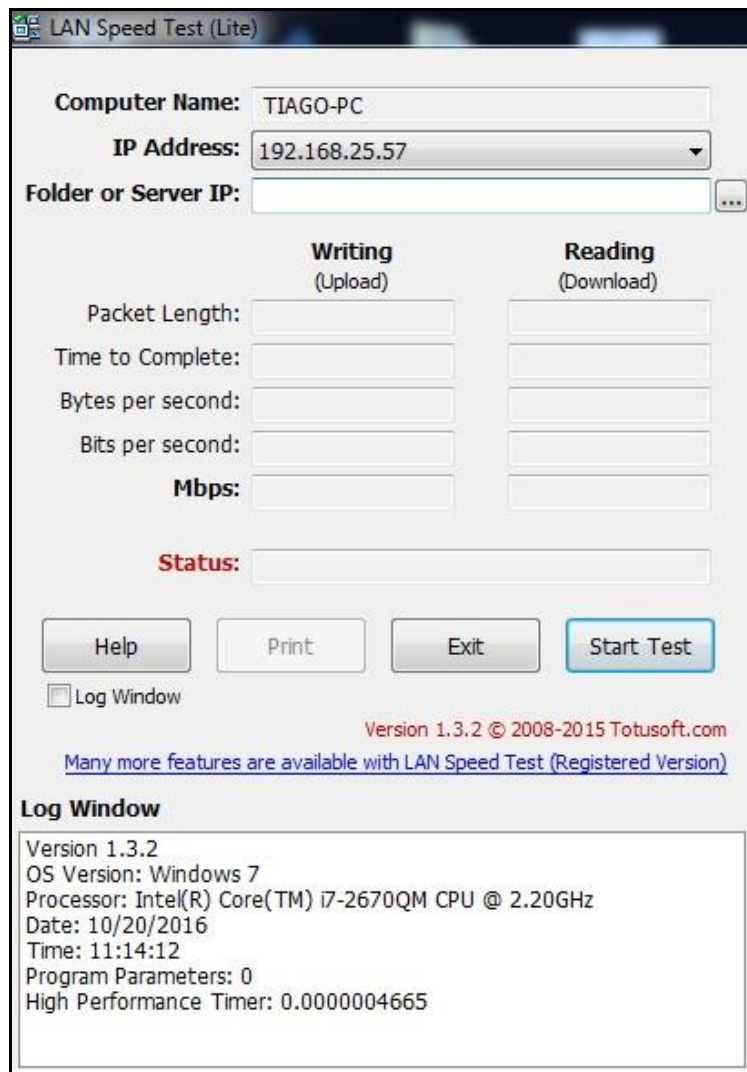 LAN Speed Test (Lite)
Computer Name: TIAGO-PC
IP Address: 192.168.25.57
Folder or Server IP: ...
Writing Reading
(Upload) (Download)
Packet Length:
Time to Complete:
Bytes per second:
Bits per second:
Mbps:
Status:
Help Print Exit Start Test
Log Window
Version 1.3.2 © 2008-2015 Totusoft.com
Many more features are available with LAN Speed Test (Registered Version)
Log Window
Version 1.3.2
OS Version: Windows 7
Processor: Intel(R) Core(TM) i7-2670QM CPU @ 2.20GHz
Date: 10/20/2016
Time: 11:14:12
Program Parameters: 0
High Performance Timer: 0.0000004665